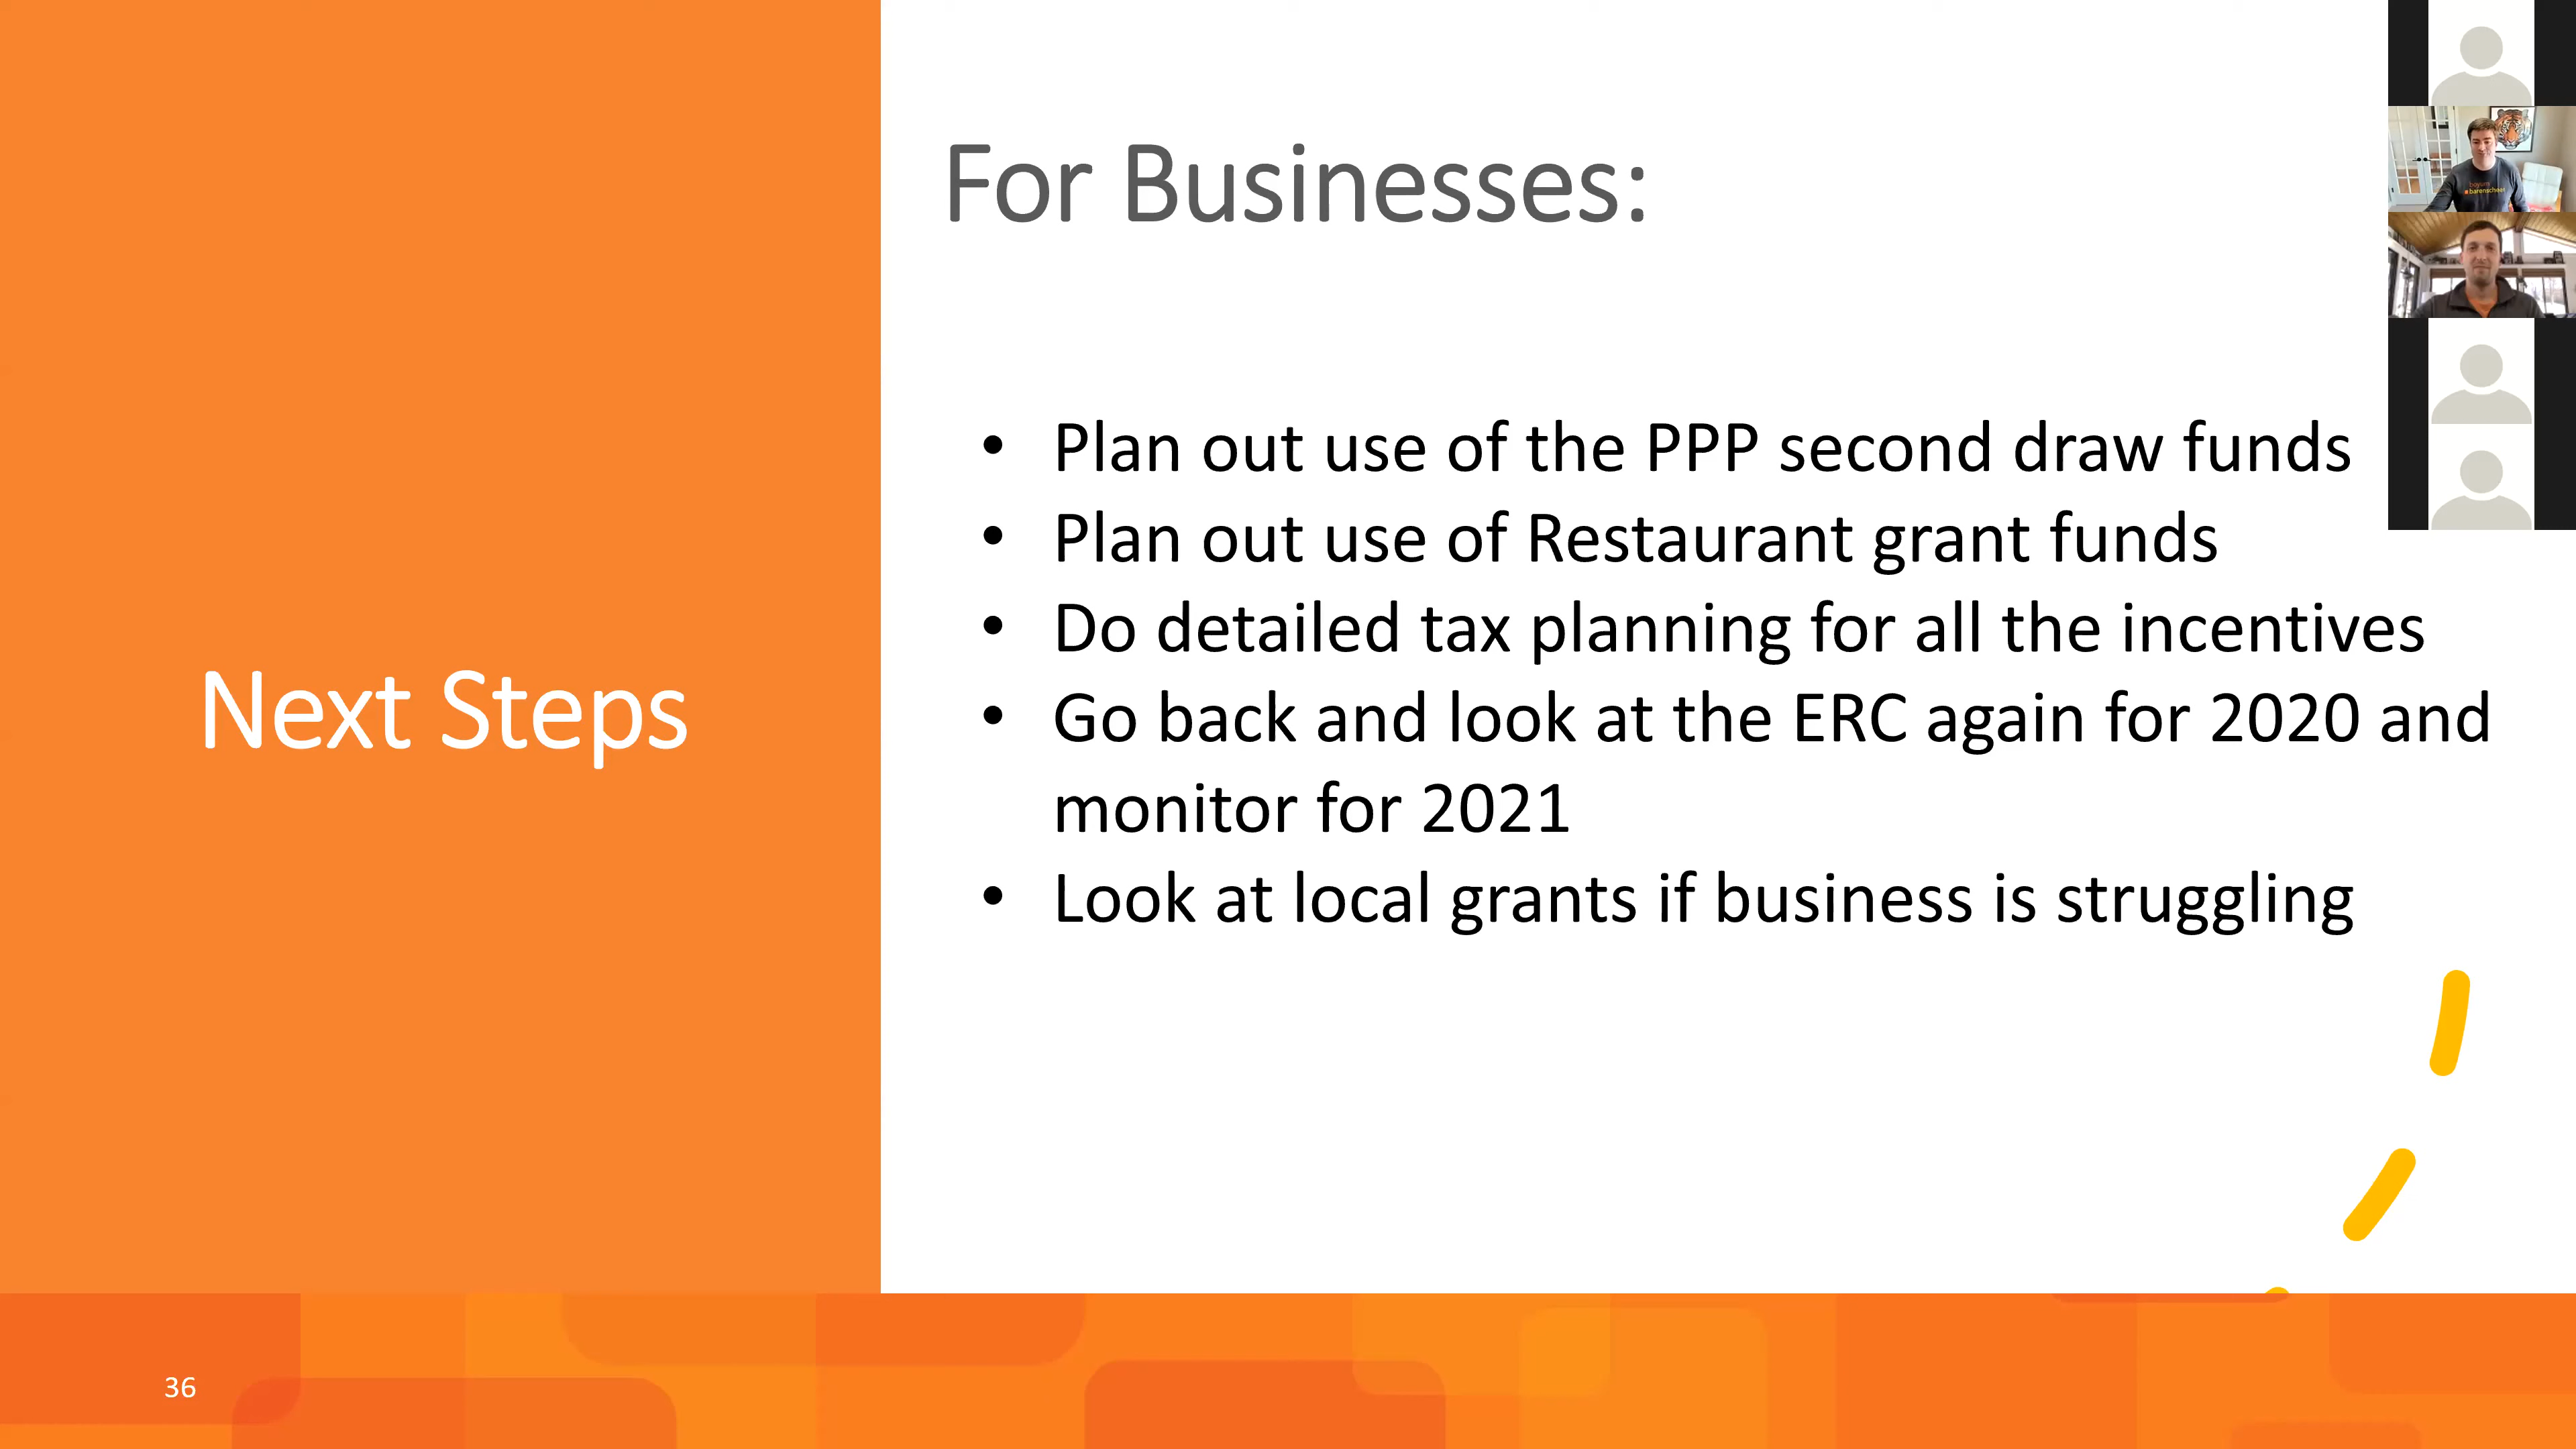 For Businesses:
Next Steps
• Plan out use of the PPP second draw funds
• Plan out use of Restaurant grant funds
• Do detailed tax planning for all the incentives
• Go back and look at the ERC again for 2020 and
monitor for 2021
• Look at local grants if business is struggling
36